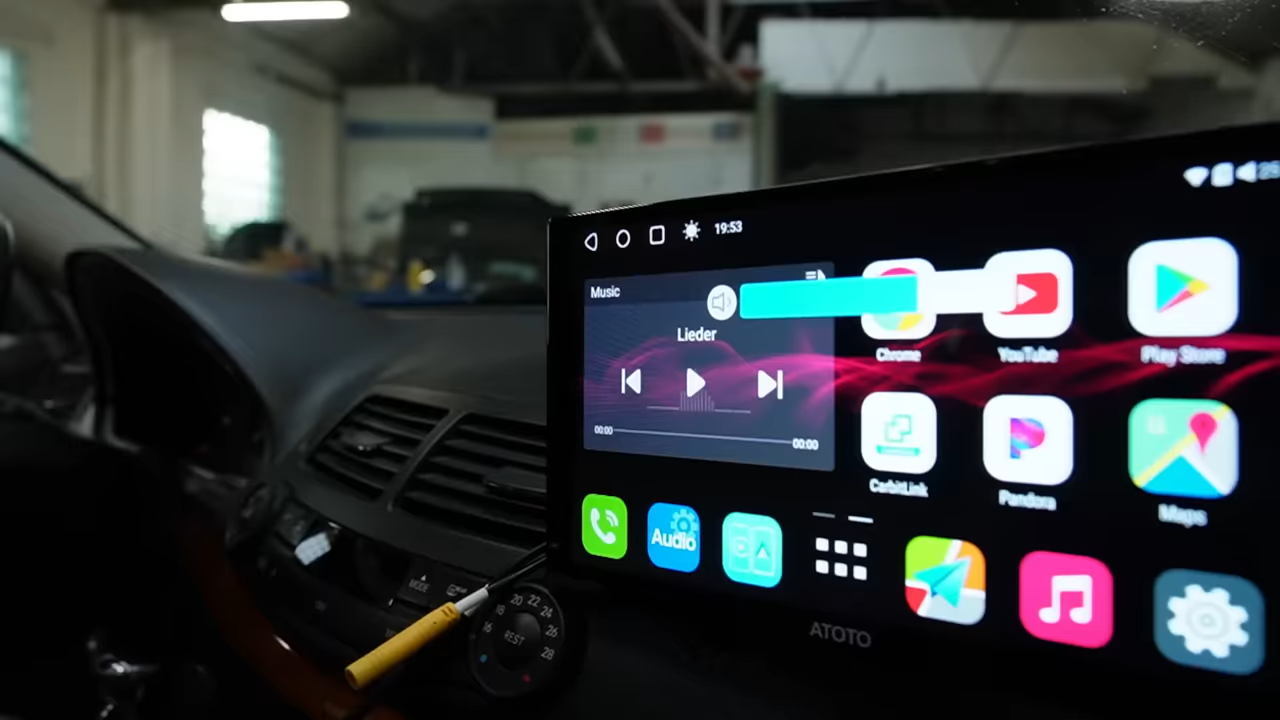 19:53
Music
Lieder
00:00
00:00
Chrome
YouTube
Play Store
CarbitLink
Pandora
Maps
Audio
ATOTO
MODE
REST
16
18
20
22
24
26
28